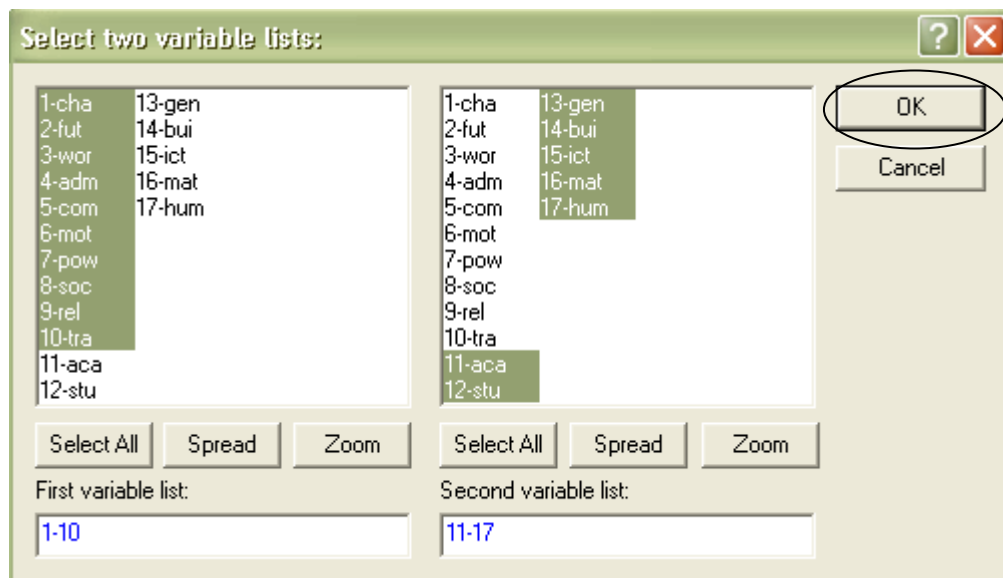 Select two variable lists:
1-cha 13-gen
2-fut 14-bui
3-wor 15-ict
4-adm 16-mat
5-com 17-hum
6-mot
7-pow
8-soc
9-rel
10-tra
11-aca
12-stu
1-cha 13-gen
2-fut 14-bui
3-wor 15-ict
4-adm 16-mat
5-com 17-hum
6-mot
7-pow
8-soc
9-rel
10-tra
11-aca
12-stu
OK
Cancel
Select All Spread Zoom
Select All Spread Zoom
First variable list:
1-10
Second variable list:
11-17